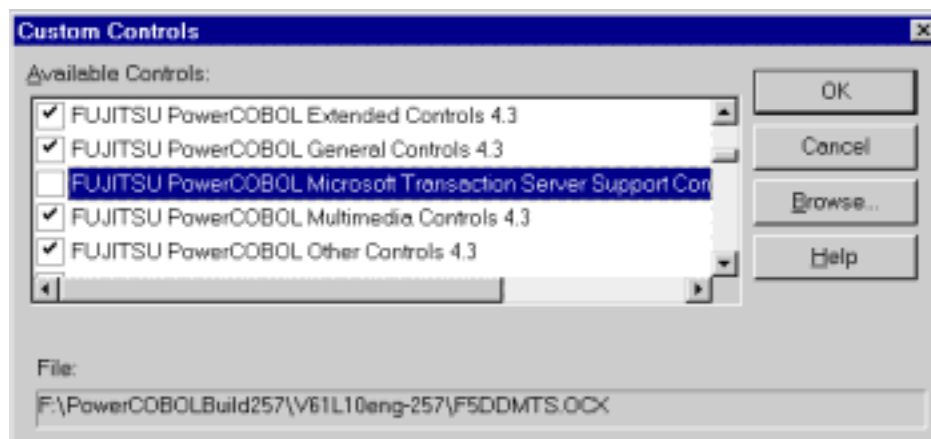 Custom Controls
Available Controls:
FUJITSU PowerCOBOL Extended Controls 4.3
FUJITSU PowerCOBOL General Controls 4.3
FUJITSU PowerCOBOL Microsoft Transaction Server Support Con
FUJITSU PowerCOBOL Multimedia Controls 4.3
FUJITSU PowerCOBOL Other Controls 4.3
OK
Cancel
Browse...
Help
File:
F:\PowerCOBOLBuild257\V61L10eng-257\F5DDMTS.OCX